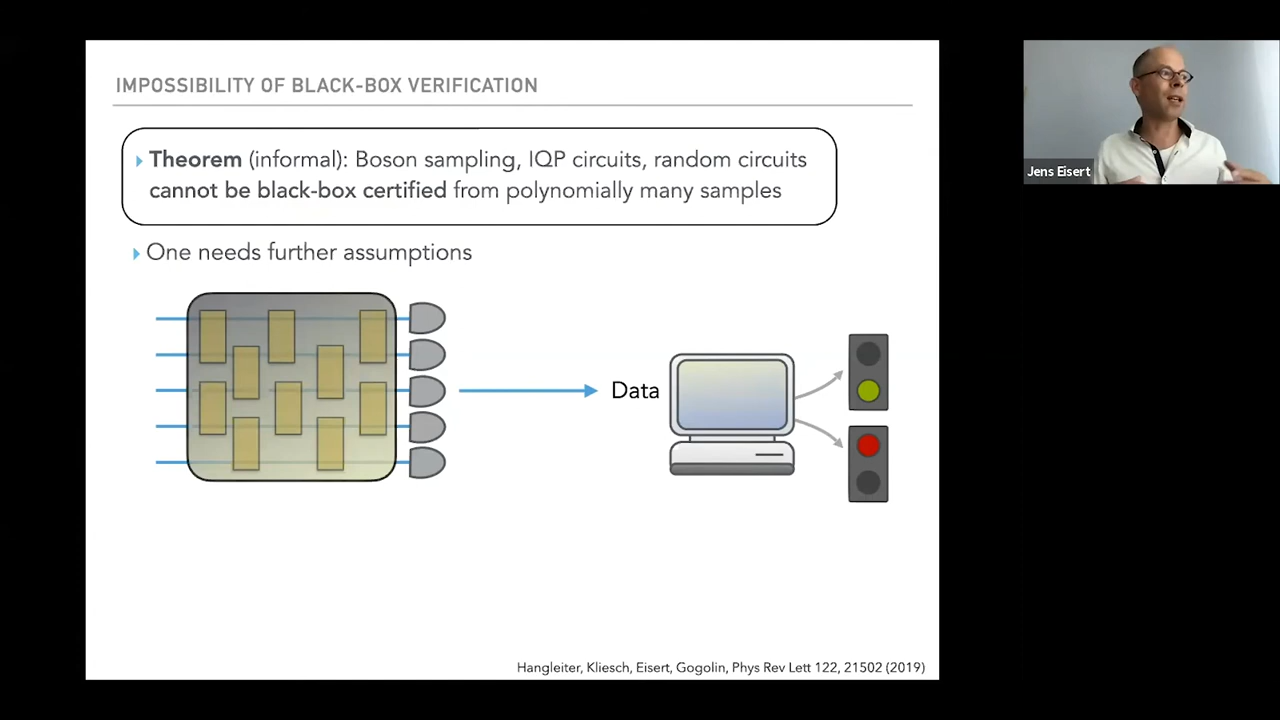 IMPOSSIBILITY OF BLACK-BOX VERIFICATION
Theorem (informal): Boson sampling, IQP circuits, random circuits
cannot be black-box certified from polynomially many samples
One needs further assumptions
Data
Hangleiter, Kliesch, Eisert, Gogolin, Phys Rev Lett 122, 21502 (2019)
Jens Eisert